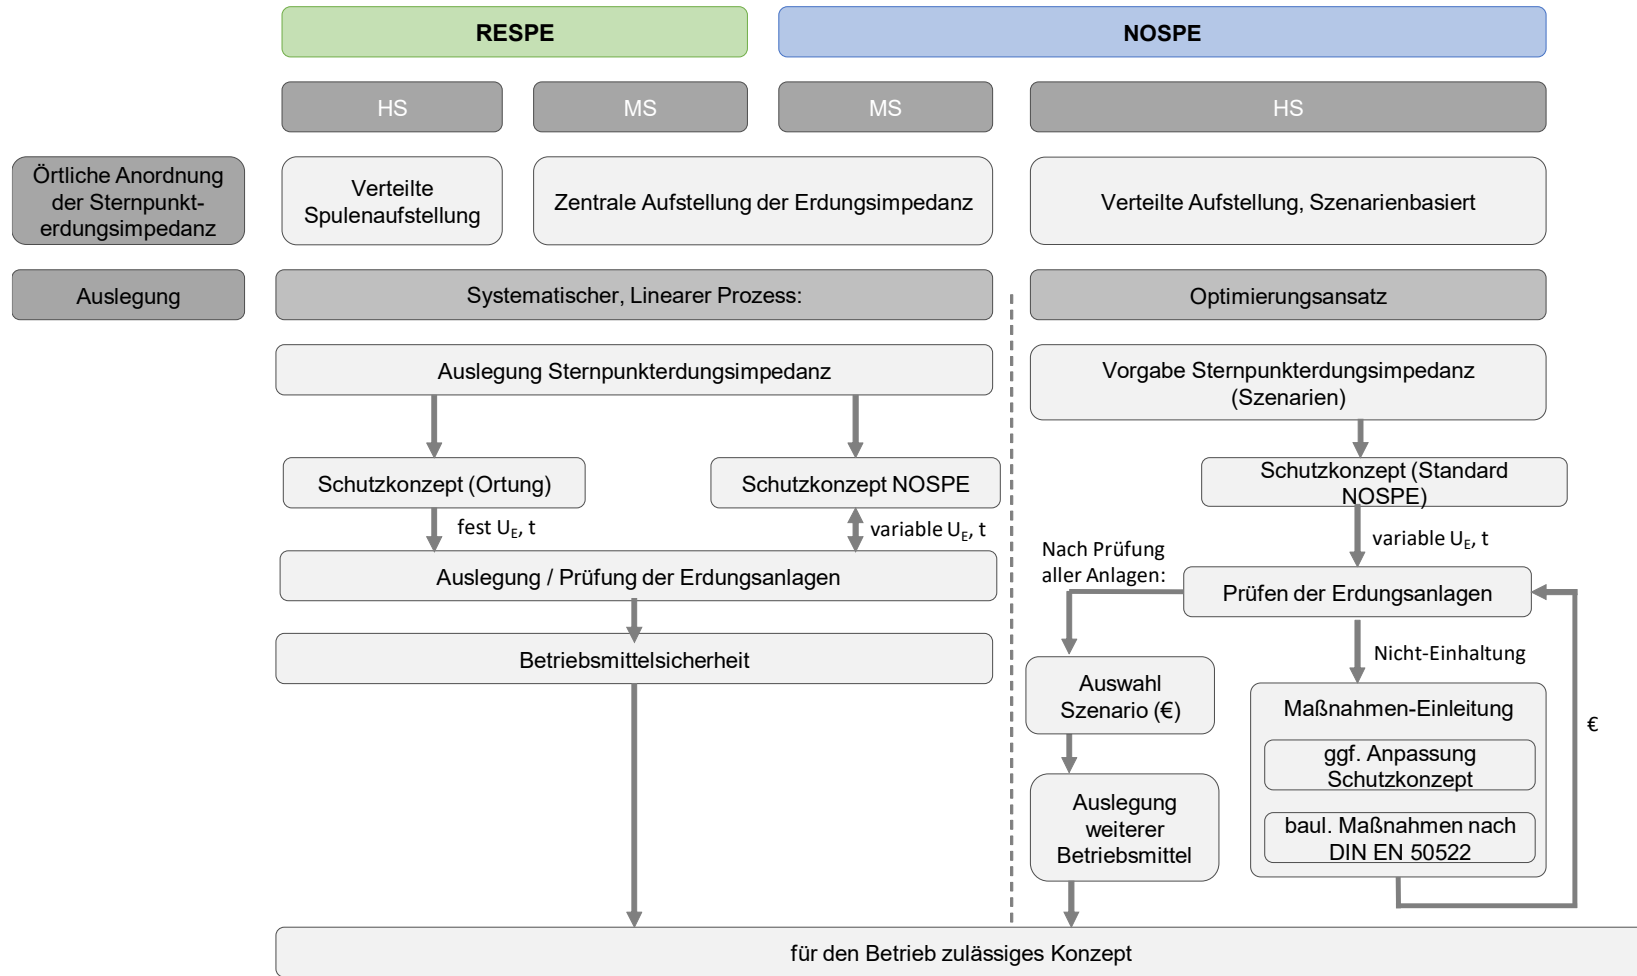 RESPE
NOSPE
HS
MS
MS
HS
Örtliche Anordnung
der Sternpunkt-
erdungsimpedanz
Verteilte
Spulenaufstellung
Zentrale Aufstellung der Erdungsimpedanz
Verteilte Aufstellung, Szenarienbasiert
Auslegung
Systematischer, Linearer Prozess:
Optimierungsansatz
Auslegung Sternpunkterdungsimpedanz
Vorgabe Sternpunkterdungsimpedanz
(Szenarien)
Schutzkonzept (Ortung)
Schutzkonzept NOSPE
Schutzkonzept (Standard
NOSPE)
fest U_E, t
variable U_E, t
variable U_E, t
Nach Prüfung
aller Anlagen:
Auslegung / Prüfung der Erdungsanlagen
Prüfen der Erdungsanlagen
Betriebsmittelsicherheit
Nicht-Einhaltung
Auswahl
Szenario (€)
Maßnahmen-Einleitung
€
ggf. Anpassung
Schutzkonzept
Auslegung
weiterer
Betriebsmittel
baul. Maßnahmen nach
DIN EN 50522
für den Betrieb zulässiges Konzept